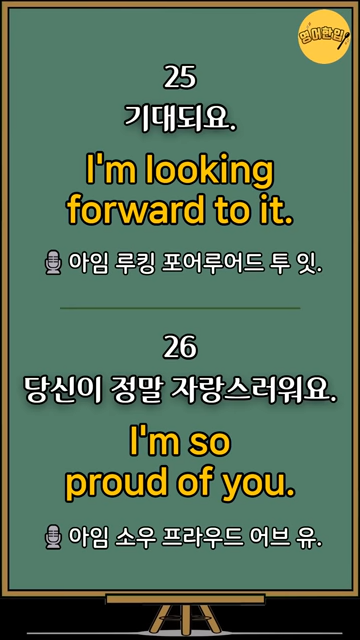 영어한입
25
기대되요.
I'm looking
forward to it.
아임 루킹 포어루어드 투 잇.
26
당신이 정말 자랑스러워요.
I'm so
proud of you.
아임 소우 프라우드 어브 유.